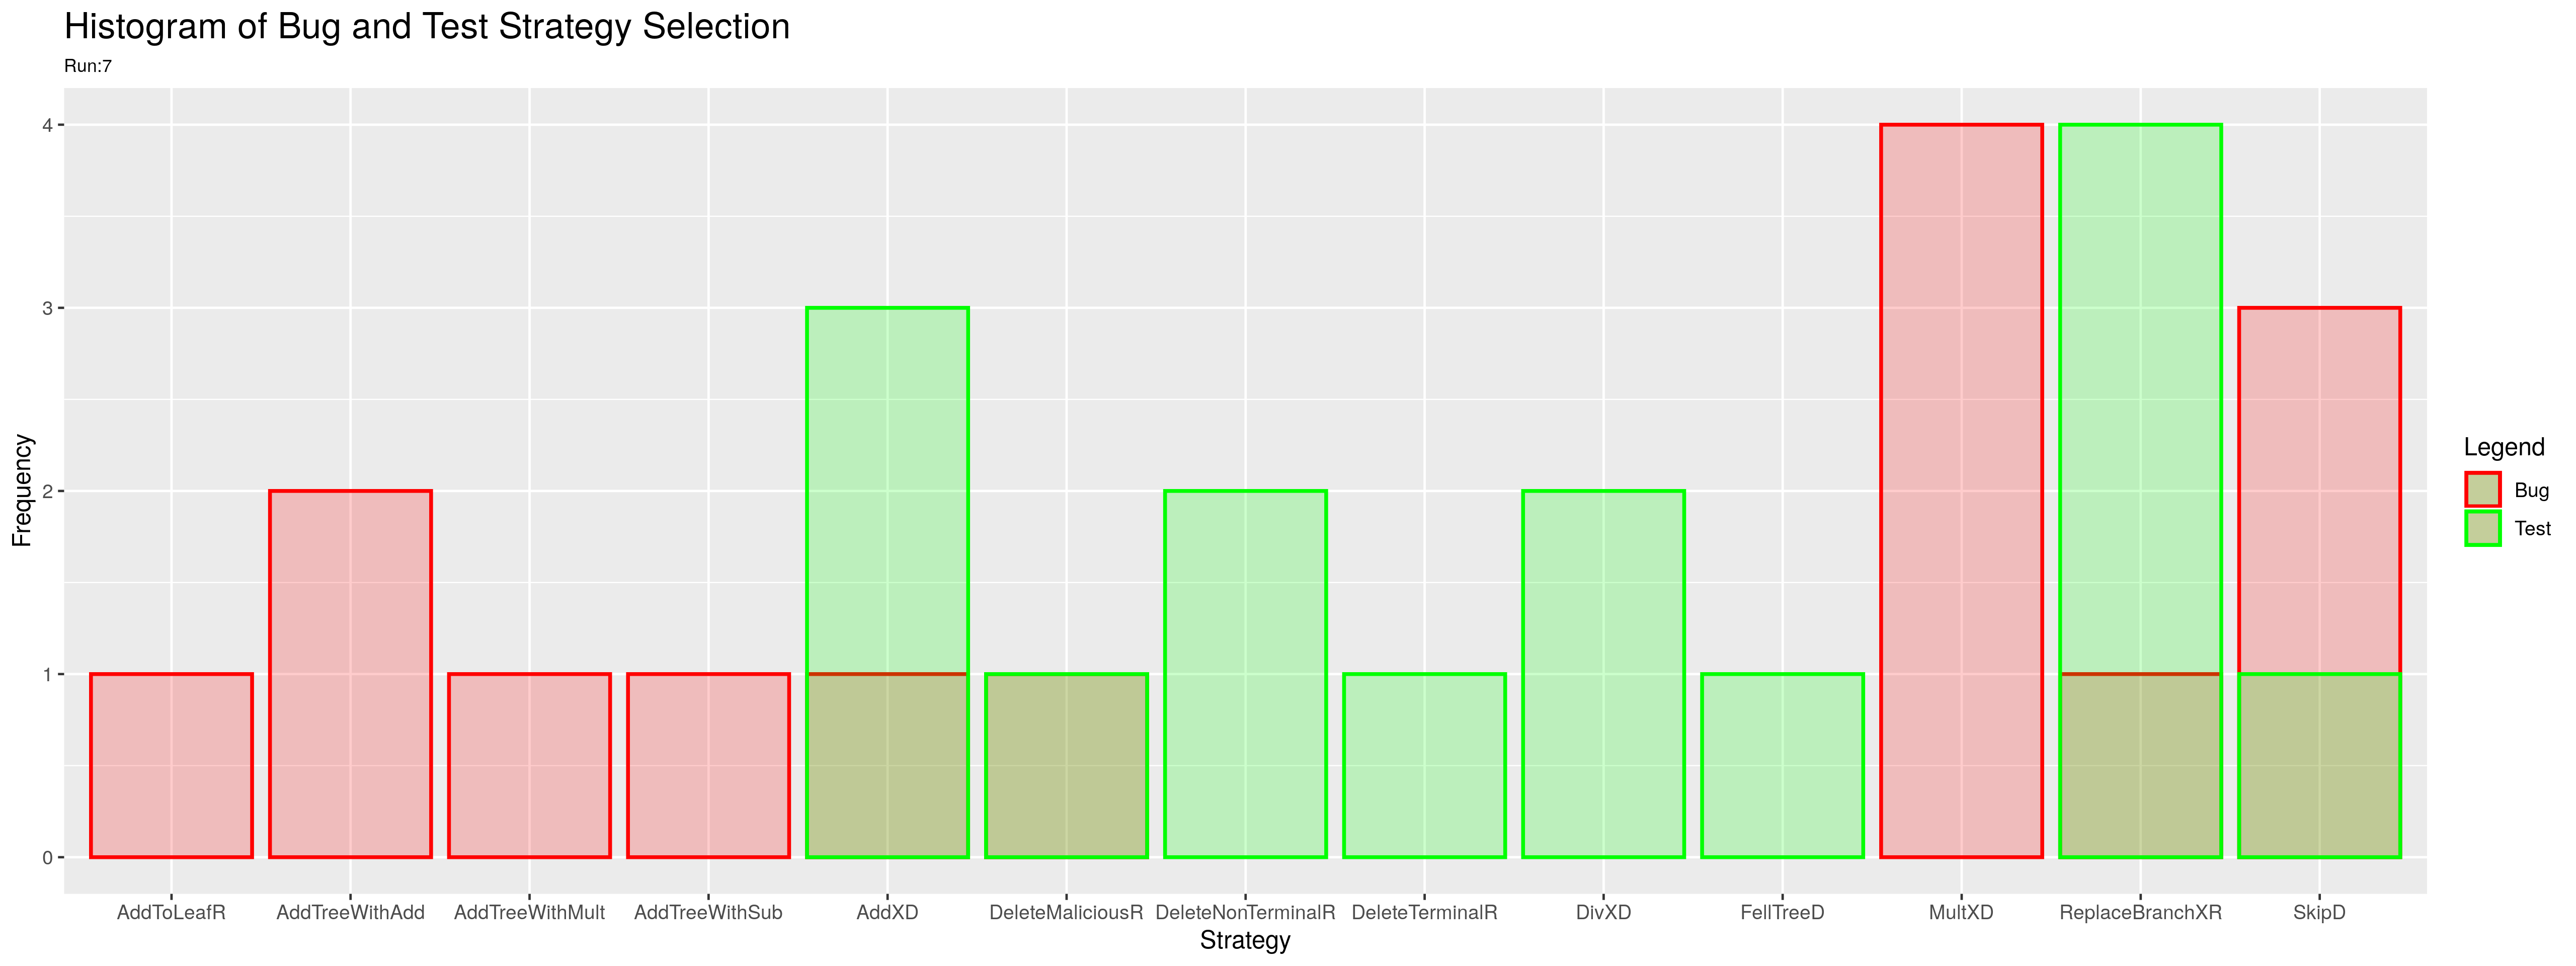 Histogram of Bug and Test Strategy Selection
Run:7
4
3
2
1
0
Frequency
AddToLeafR AddTreeWithAdd AddTreeWithMult AddTreeWithSub AddXD DeleteMaliciousR DeleteNonTerminalR DeleteTerminalR DivXD FellTreeD MultXD ReplaceBranchXR SkipD
Strategy
Legend
Bug
Test